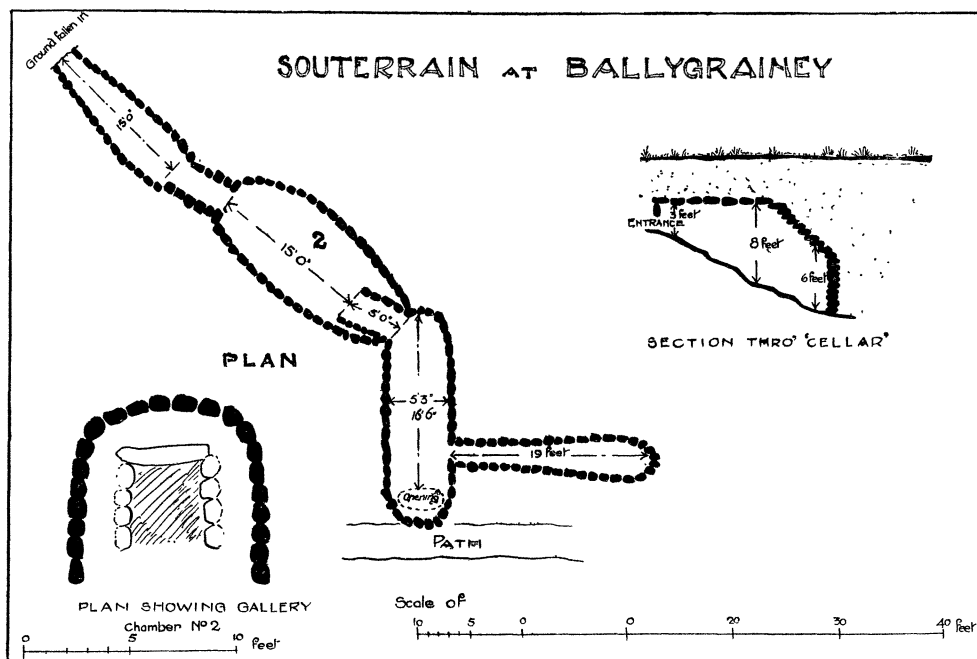 SOUTERRAIN AT BALLYGRAINEY
Ground fallen in
15'0"
2
15'0"
5'0"
PLAN
5'3"
16'6"
19 feet
Opening
PATH
ENTRANCE
3 feet
8 feet
6 feet
SECTION THRO' "CELLAR"
PLAN SHOWING GALLERY
Chamber No 2
0 5 10 feet
Scale of
10 5 0 10 20 30 40 feet